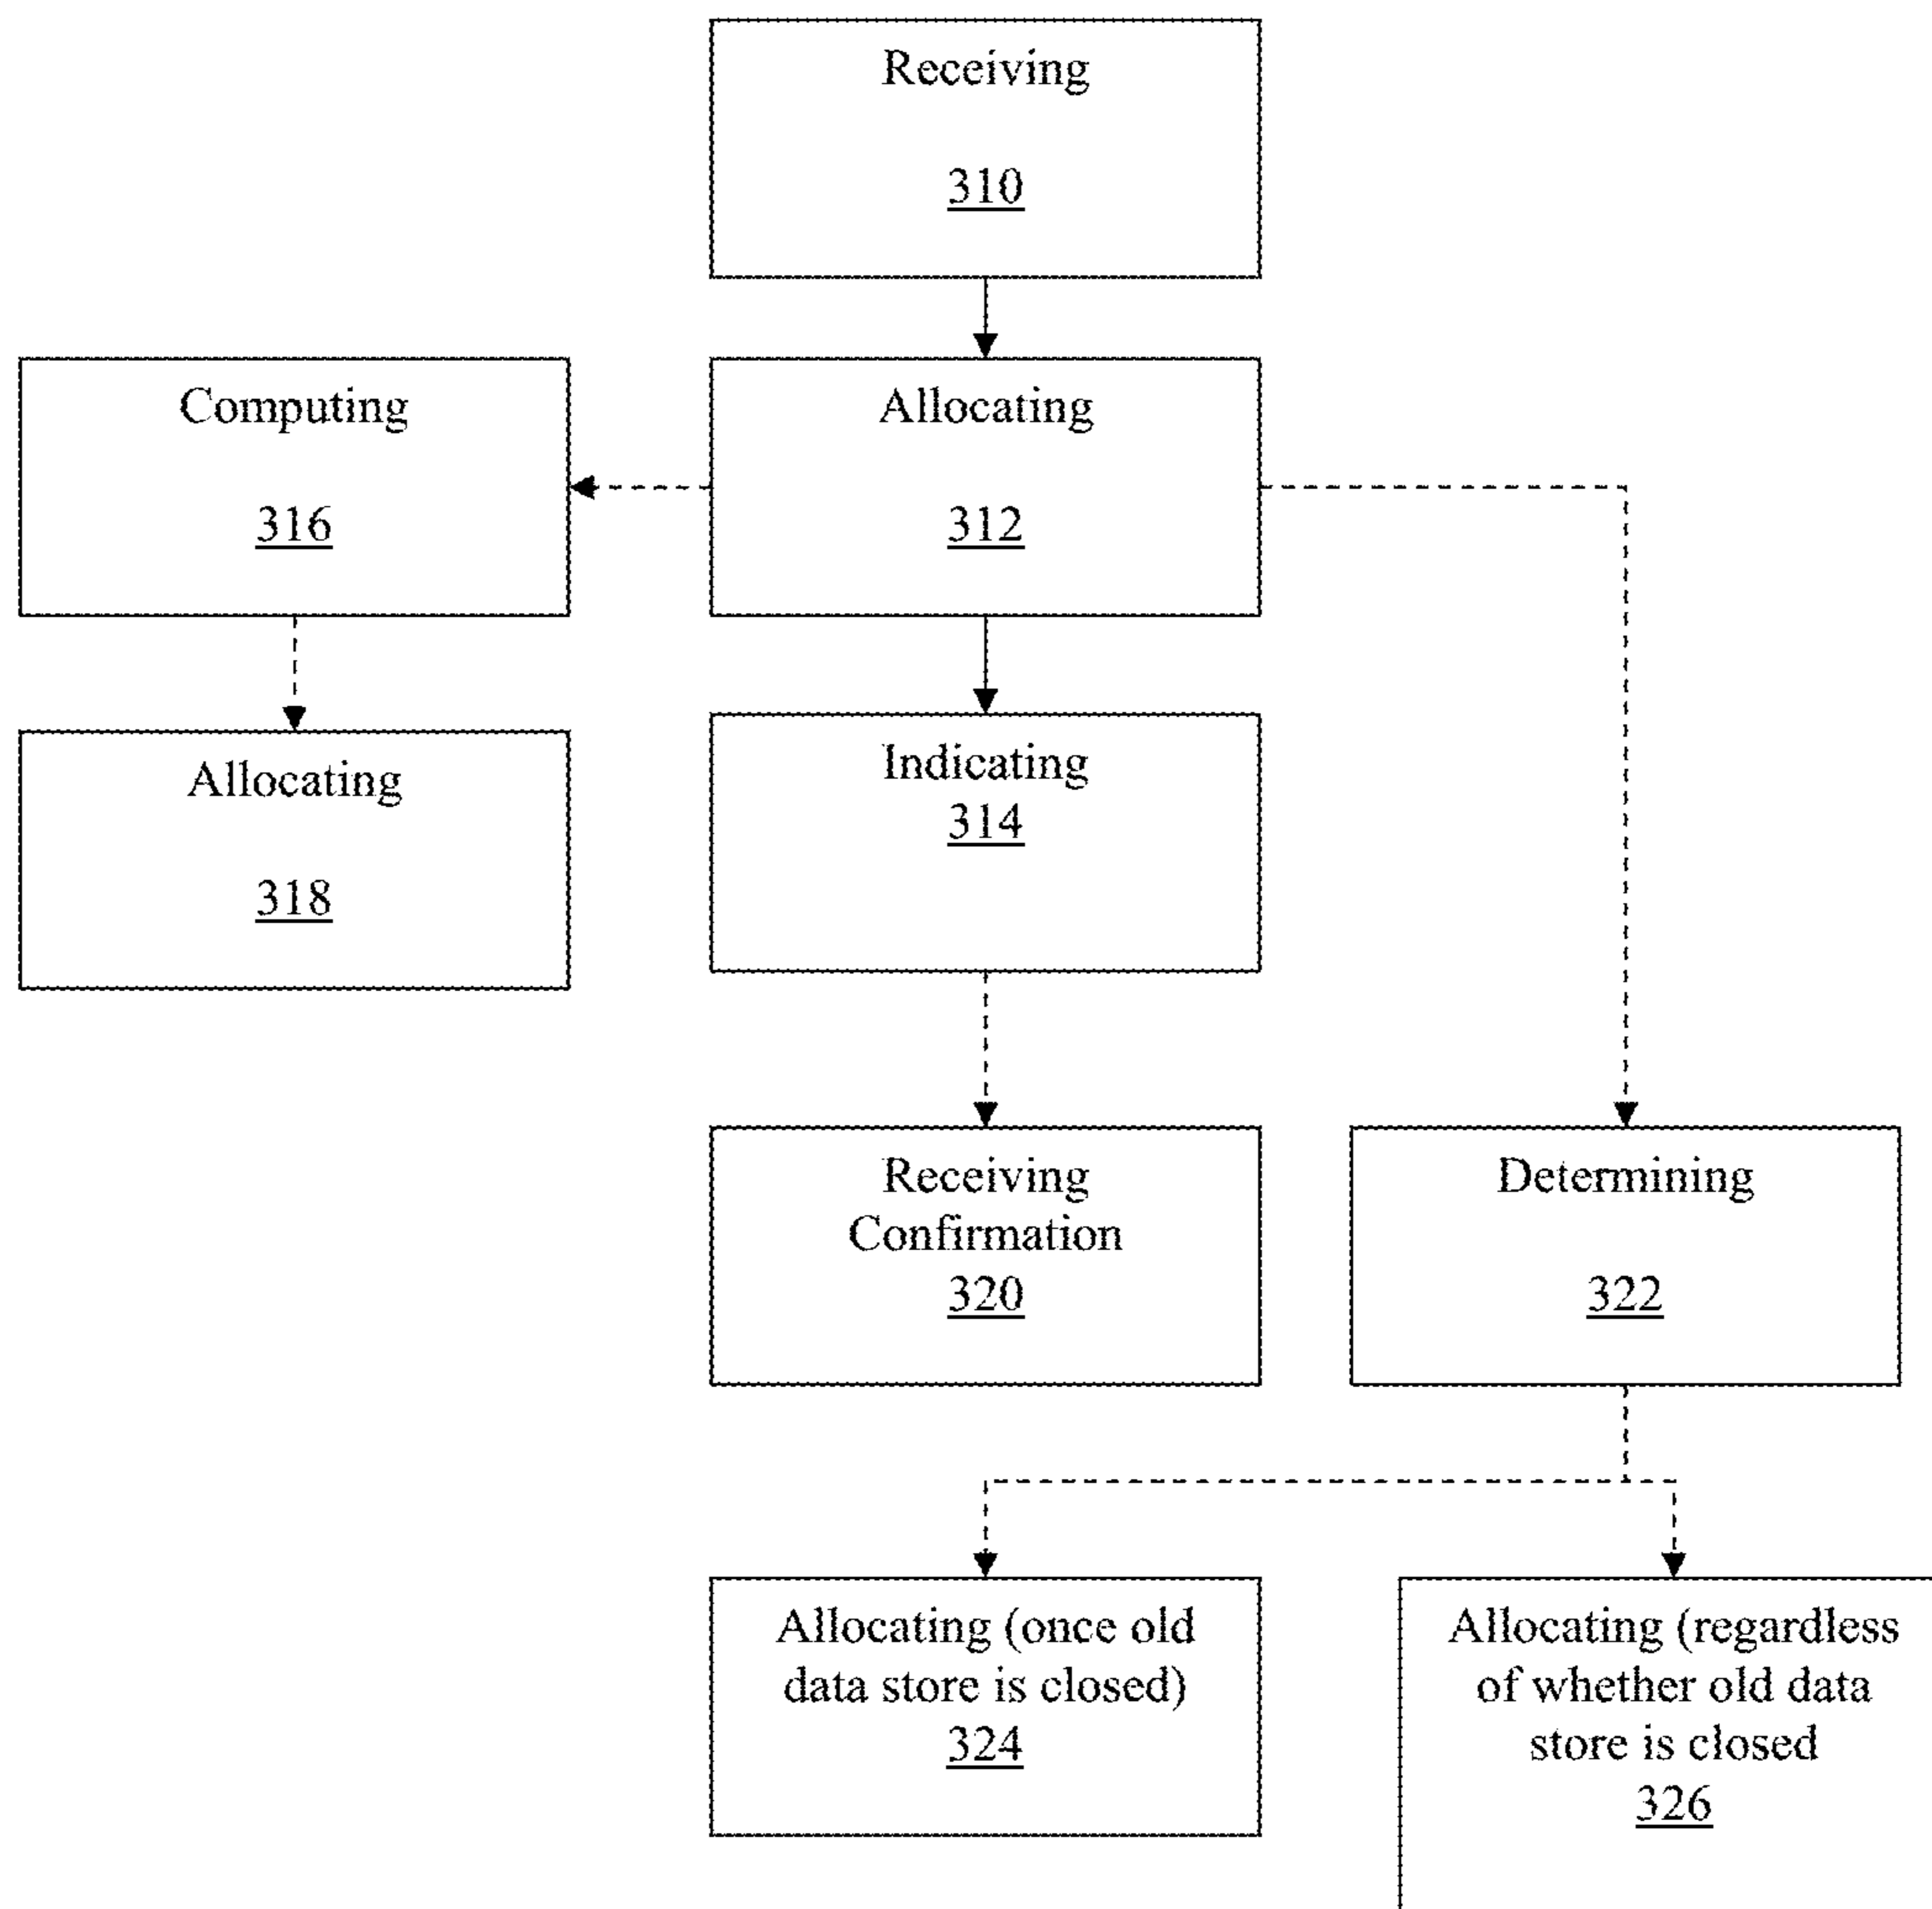 Receiving
310
Computing
316
Allocating
312
Allocating
318
Indicating
314
Receiving
Confirmation
320
Determining
322
Allocating (once old
data store is closed)
324
Allocating (regardless
of whether old data
store is closed
326